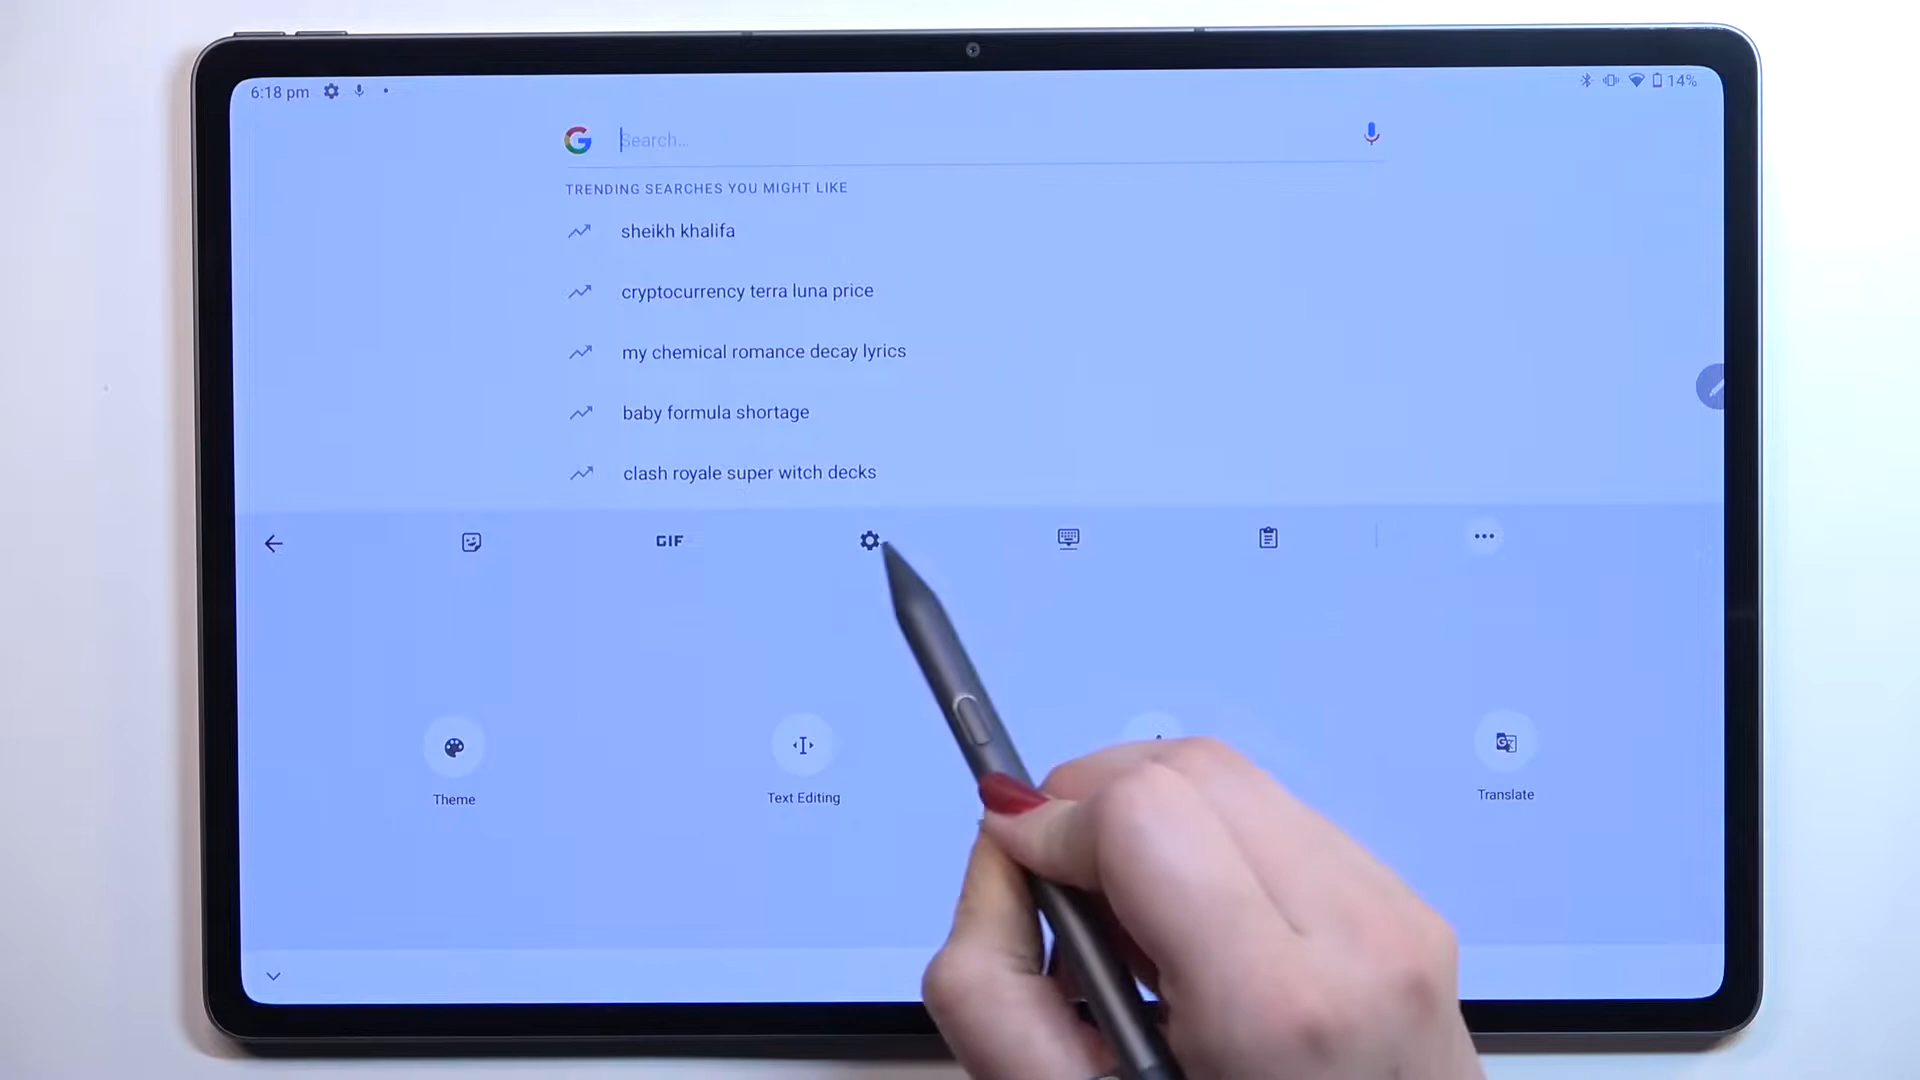 6:18 pm
14%
Search...
TRENDING SEARCHES YOU MIGHT LIKE
sheikh khalifa
cryptocurrency terra luna price
my chemical romance decay lyrics
baby formula shortage
clash royale super witch decks
GIF
Theme
Text Editing
Translate